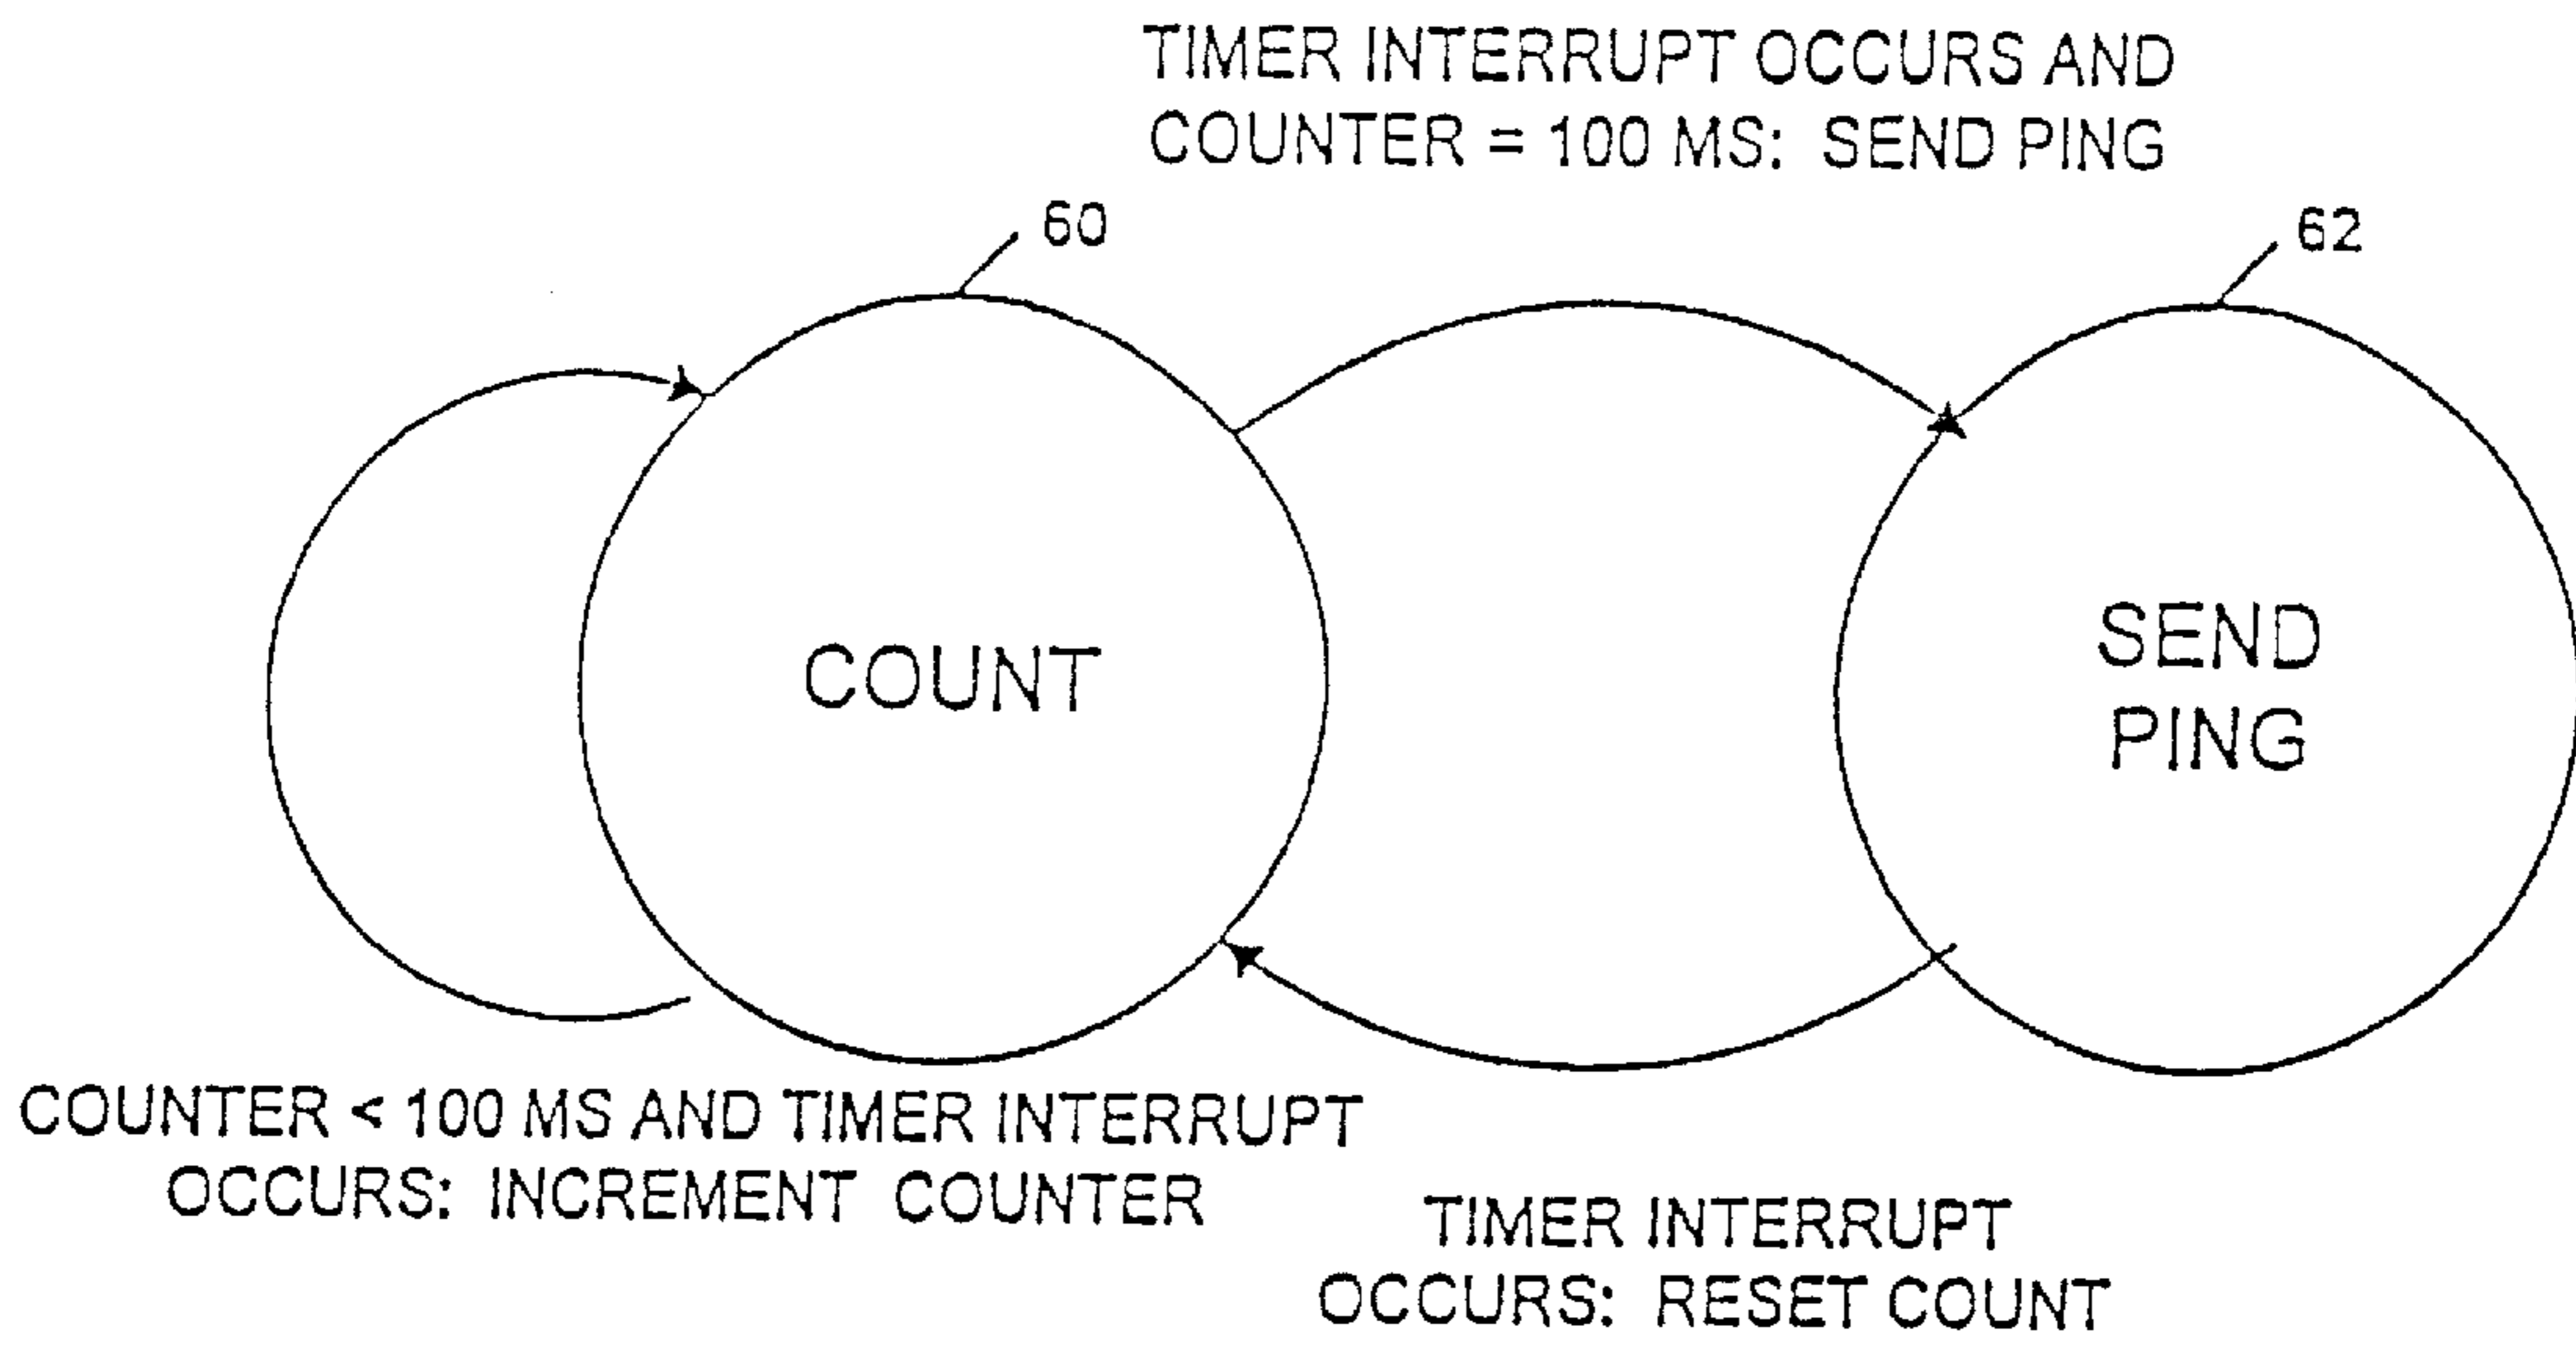 TIMER INTERRUPT OCCURS AND
COUNTER = 100 MS: SEND PING
60
62
COUNT
SEND
PING
COUNTER < 100 MS AND TIMER INTERRUPT
OCCURS: INCREMENT COUNTER
TIMER INTERRUPT
OCCURS: RESET COUNT